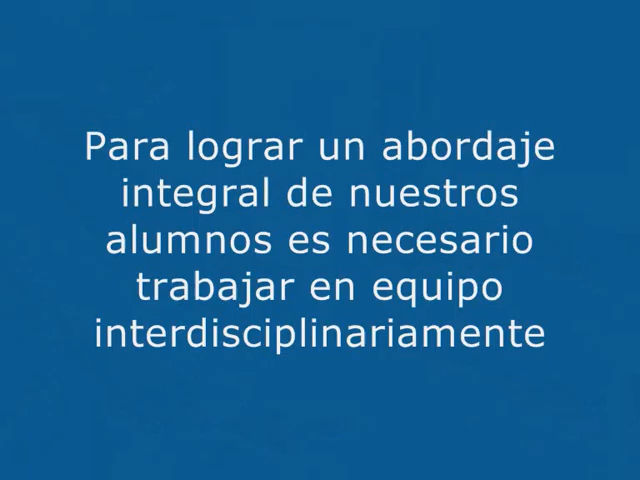 Para lograr un abordaje
integral de nuestros
alumnos es necesario
trabajar en equipo
interdisciplinariamente